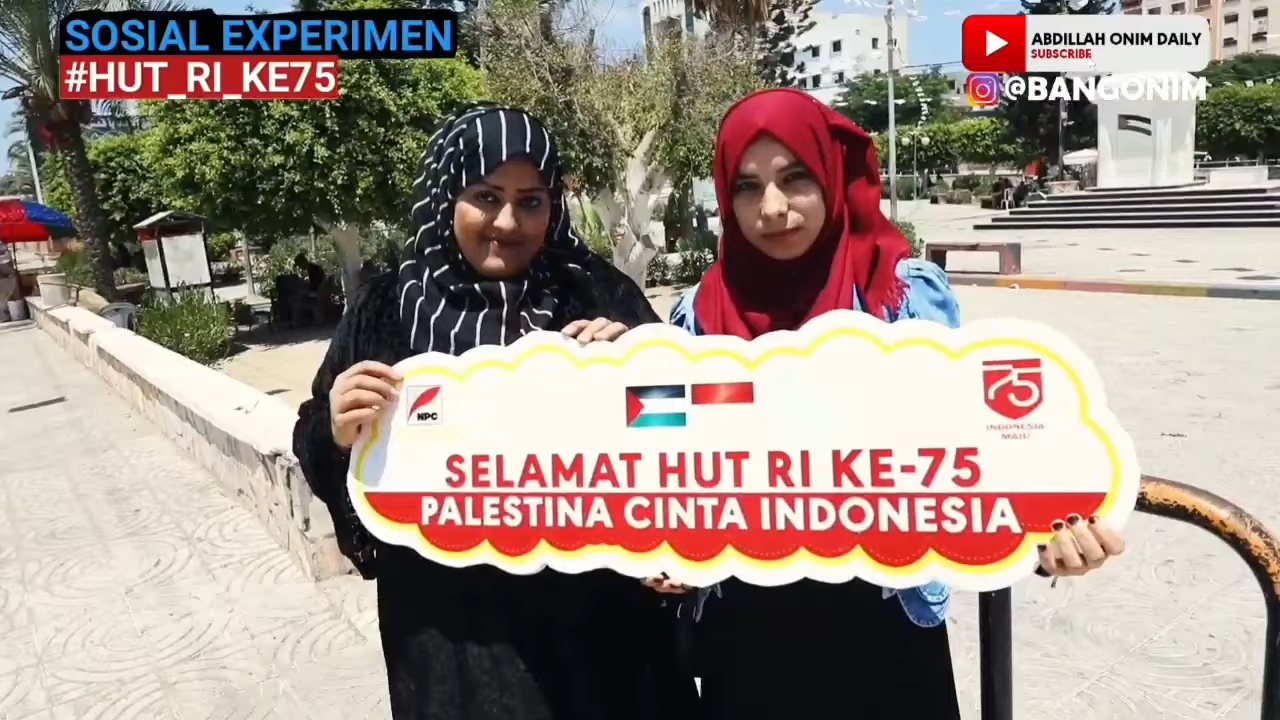 SOSIAL EXPERIMEN
#HUT_RI_KE75
ABDILLAH ONIM DAILY
SUBSCRIBE
@BANGONIM
NPC
75
INDONESIA
MAJU
SELAMAT HUT RI KE-75
PALESTINA CINTA INDONESIA